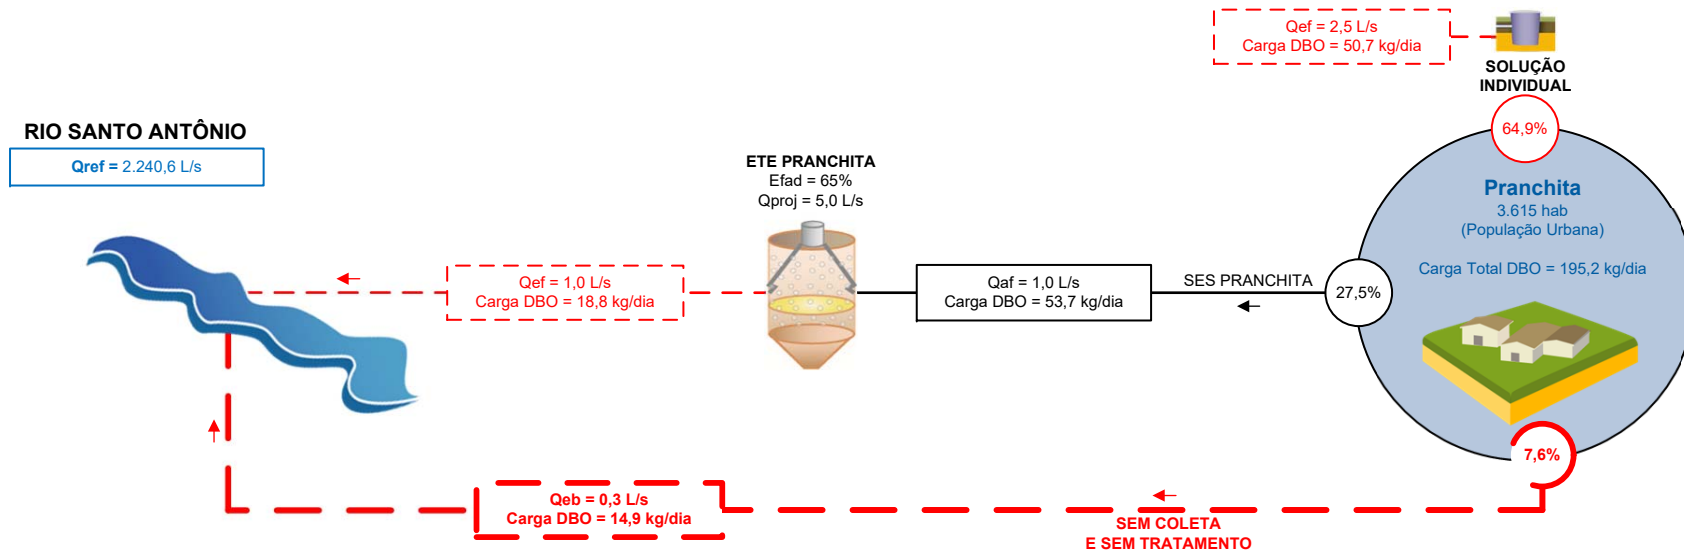 Qef = 2,5 L/s
Carga DBO = 50,7 kg/dia
SOLUÇÃO
INDIVIDUAL
64,9%
RIO SANTO ANTÔNIO
Qref = 2.240,6 L/s
ETE PRANCHITA
Efad = 65%
Qproj = 5,0 L/s
Pranchita
3.615 hab
(População Urbana)
Carga Total DBO = 195,2 kg/dia
Qef = 1,0 L/s
Carga DBO = 18,8 kg/dia
Qaf = 1,0 L/s
Carga DBO = 53,7 kg/dia
SES PRANCHITA
27,5%
7,6%
Qeb = 0,3 L/s
Carga DBO = 14,9 kg/dia
SEM COLETA
E SEM TRATAMENTO